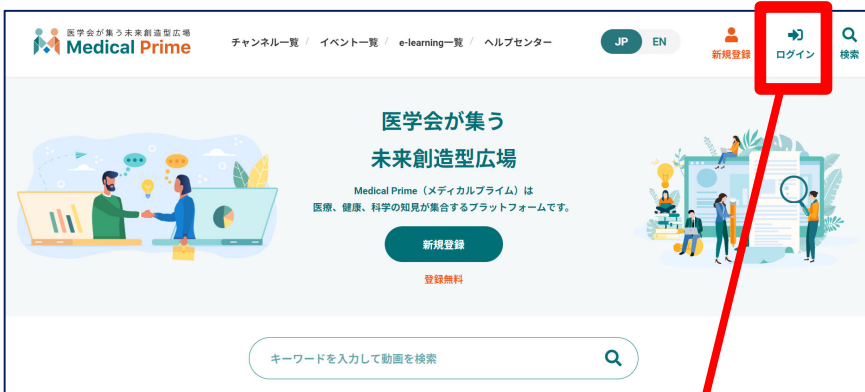 医学会が集う未来創造型広場
Medical Prime
チャンネル一覧 / イベント一覧 / e-learning一覧 / ヘルプセンター
JP EN
新規登録
ログイン
検索
医学会が集う
未来創造型広場
Medical Prime（メディカルプライム）は
医療、健康、科学の知見が集合するプラットフォームです。
新規登録
登録無料
キーワードを入力して動画を検索